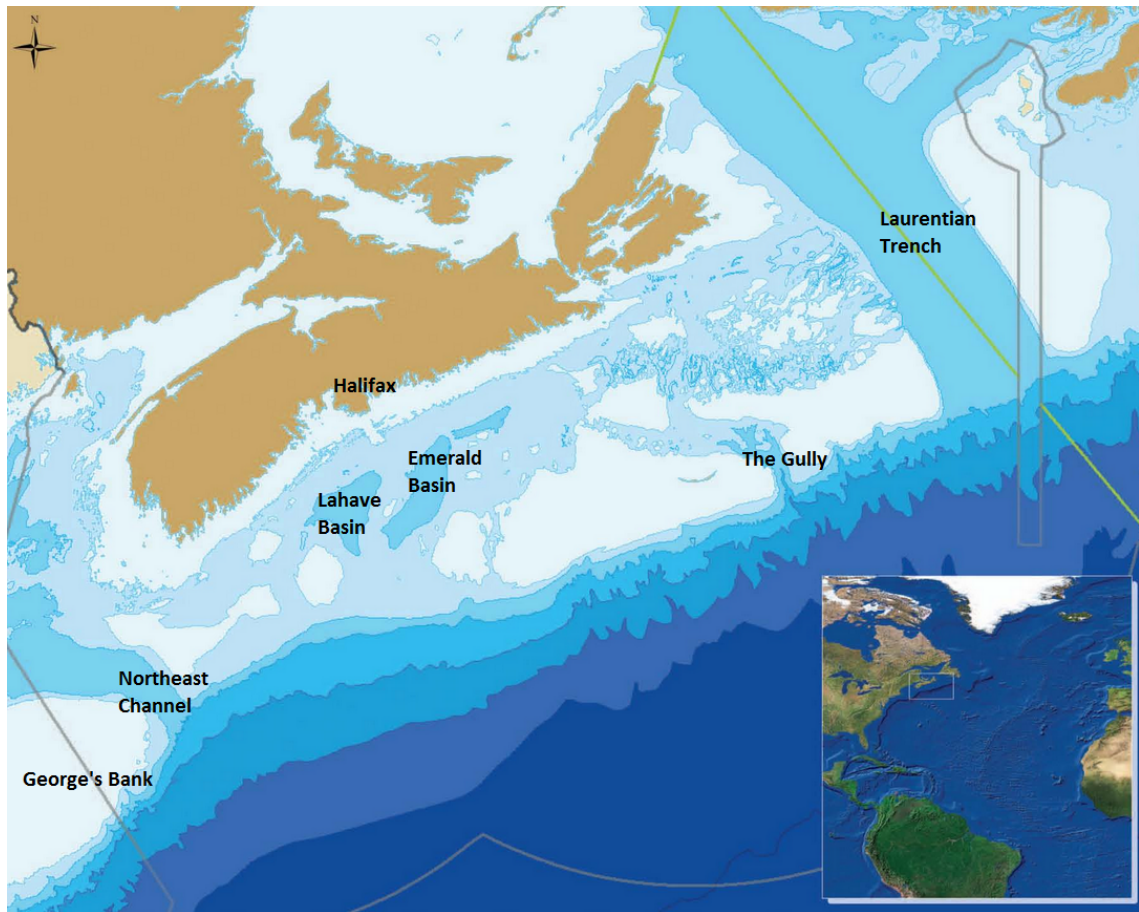 N
Laurentian
Trench
Halifax
Emerald
Basin
The Gully
Lahave
Basin
Northeast
Channel
George's Bank